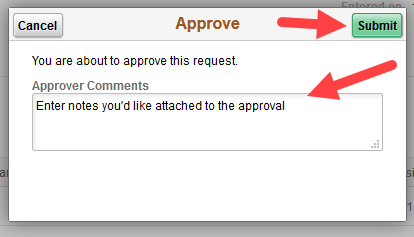 Entered on
Cancel
Approve
Submit
You are about to approve this request.
Approver Comments
Enter notes you'd like attached to the approval